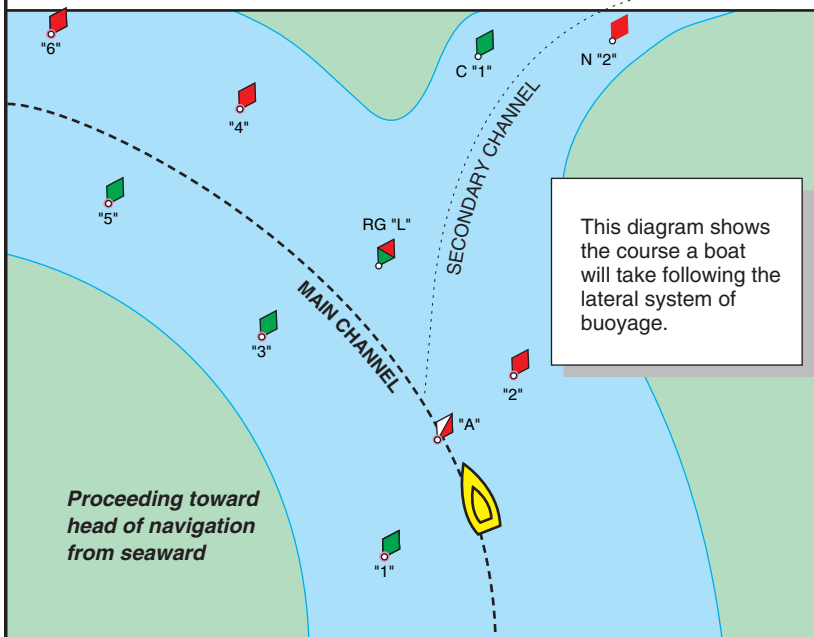 "6"
C "1"
N "2"
"4"
SECONDARY CHANNEL
"5"
RG "L"
This diagram shows
the course a boat
will take following the
lateral system of
buoyage.
MAIN CHANNEL
"3"
"2"
"A"
Proceeding toward
head of navigation
from seaward
"1"